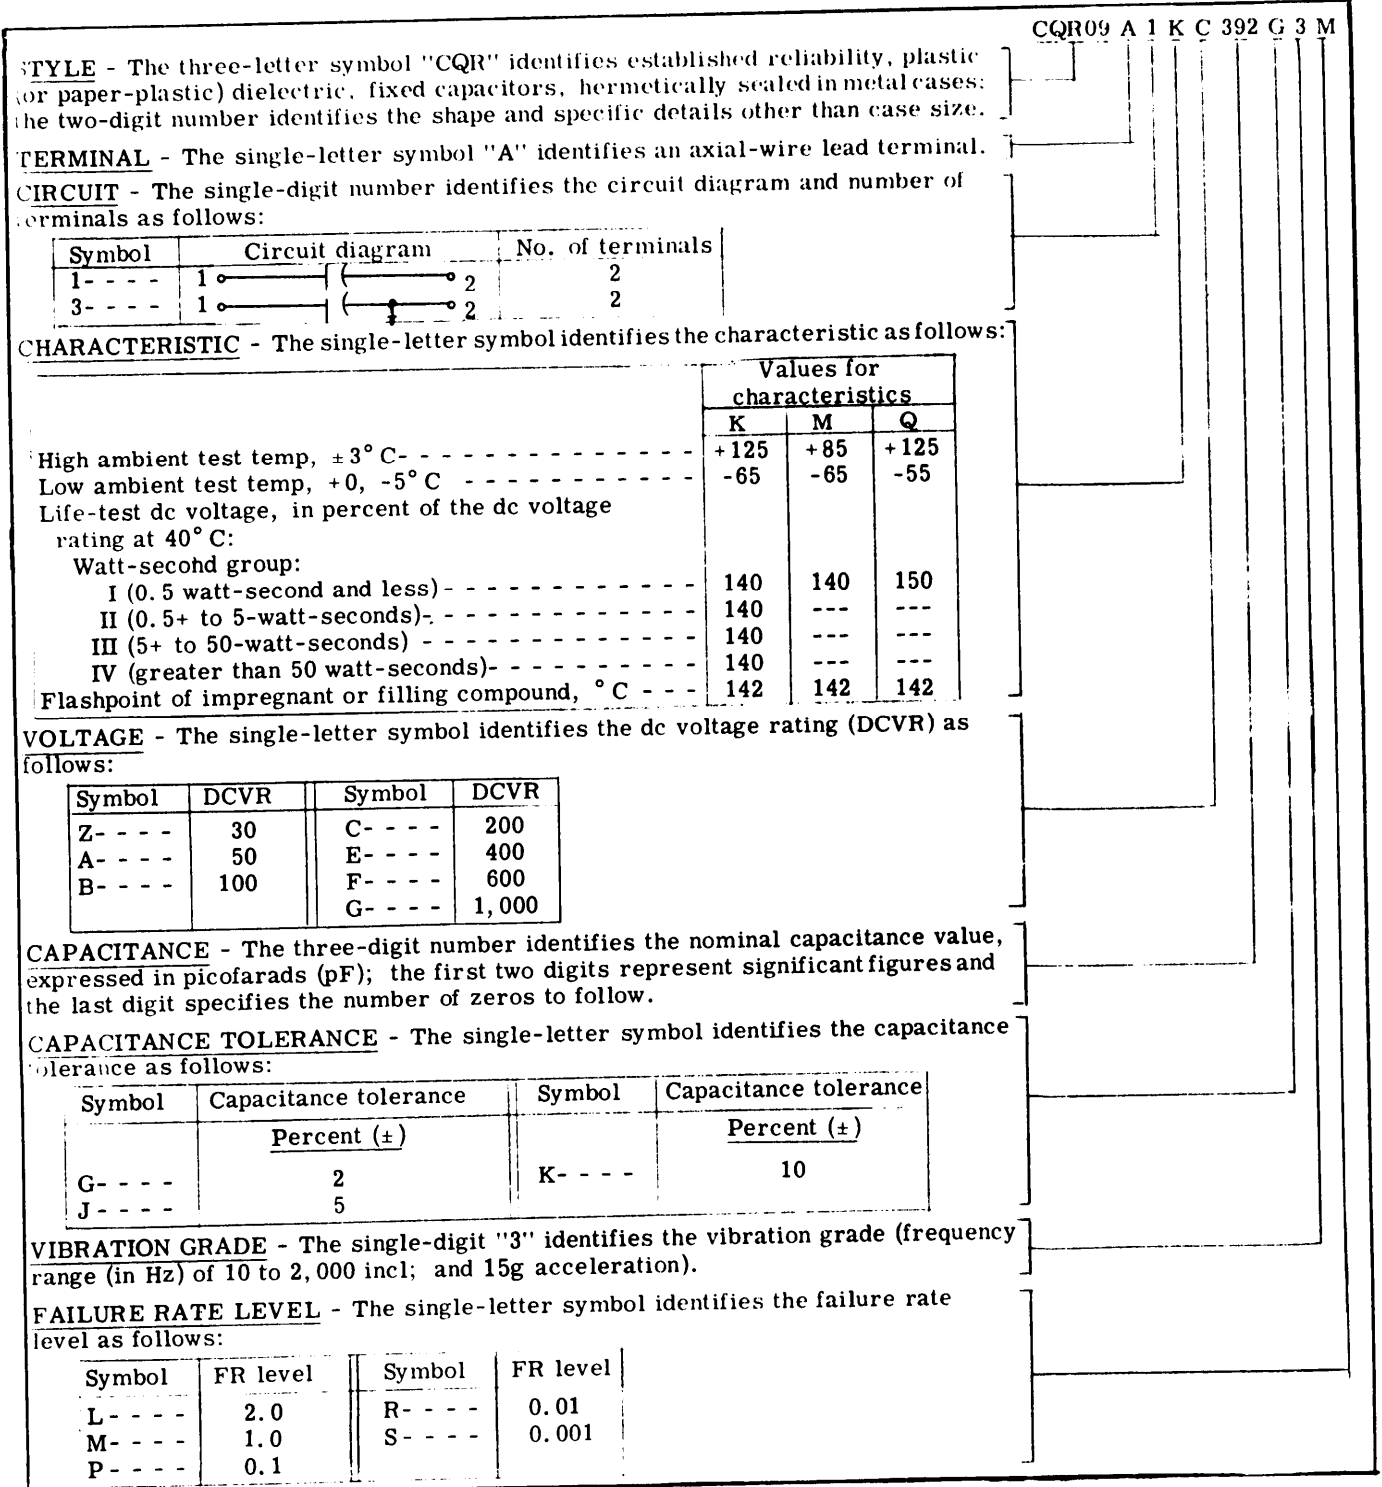 CQR09 A 1 K C 392 G 3 M
STYLE - The three-letter symbol "CQR" identifies established reliability, plastic
(or paper-plastic) dielectric, fixed capacitors, hermetically sealed in metal cases:
the two-digit number identifies the shape and specific details other than case size.
TERMINAL - The single-letter symbol "A" identifies an axial-wire lead terminal.
CIRCUIT - The single-digit number identifies the circuit diagram and number of
terminals as follows:
Symbol Circuit diagram No. of terminals
1- - - - 1 2 2
3- - - - 1 2 2
CHARACTERISTIC - The single-letter symbol identifies the characteristic as follows:
Values for
characteristics
K M Q
High ambient test temp, ±3° C- - - - - - - - - - - - - - +125 +85 +125
Low ambient test temp, +0, -5° C - - - - - - - - - - - -65 -65 -55
Life-test dc voltage, in percent of the dc voltage
rating at 40° C:
Watt-secohd group:
I (0.5 watt-second and less)- - - - - - - - - - - - 140 140 150
II (0.5+ to 5-watt-seconds)- - - - - - - - - - - - 140 --- ---
III (5+ to 50-watt-seconds) - - - - - - - - - - - - 140 --- ---
IV (greater than 50 watt-seconds)- - - - - - - - - 140 --- ---
Flashpoint of impregnant or filling compound, °C - - - 142 142 142
VOLTAGE - The single-letter symbol identifies the dc voltage rating (DCVR) as
follows:
Symbol DCVR Symbol DCVR
Z- - - - 30 C- - - - 200
A- - - - 50 E- - - - 400
B- - - - 100 F- - - - 600
G- - - - 1,000
CAPACITANCE - The three-digit number identifies the nominal capacitance value,
expressed in picofarads (pF); the first two digits represent significant figures and
the last digit specifies the number of zeros to follow.
CAPACITANCE TOLERANCE - The single-letter symbol identifies the capacitance
tolerance as follows:
Symbol Capacitance tolerance Symbol Capacitance tolerance
Percent (±) Percent (±)
G- - - - 2 K- - - - 10
J - - - - 5
VIBRATION GRADE - The single-digit "3" identifies the vibration grade (frequency
range (in Hz) of 10 to 2,000 incl; and 15g acceleration).
FAILURE RATE LEVEL - The single-letter symbol identifies the failure rate
level as follows:
Symbol FR level Symbol FR level
L- - - - 2.0 R- - - - 0.01
M- - - - 1.0 S- - - - 0.001
P- - - - 0.1